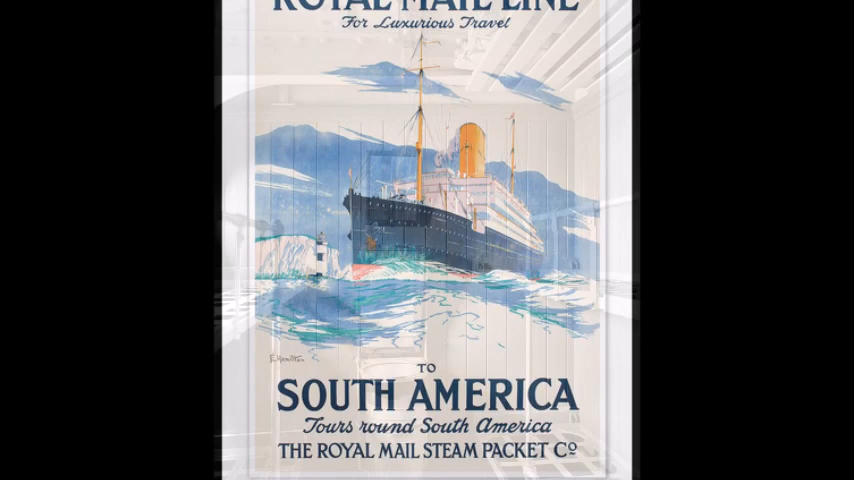 ROYAL MAIL LINE
For Luxurious Travel
E. Hamilton
TO
SOUTH AMERICA
Tours round South America
THE ROYAL MAIL STEAM PACKET Cº